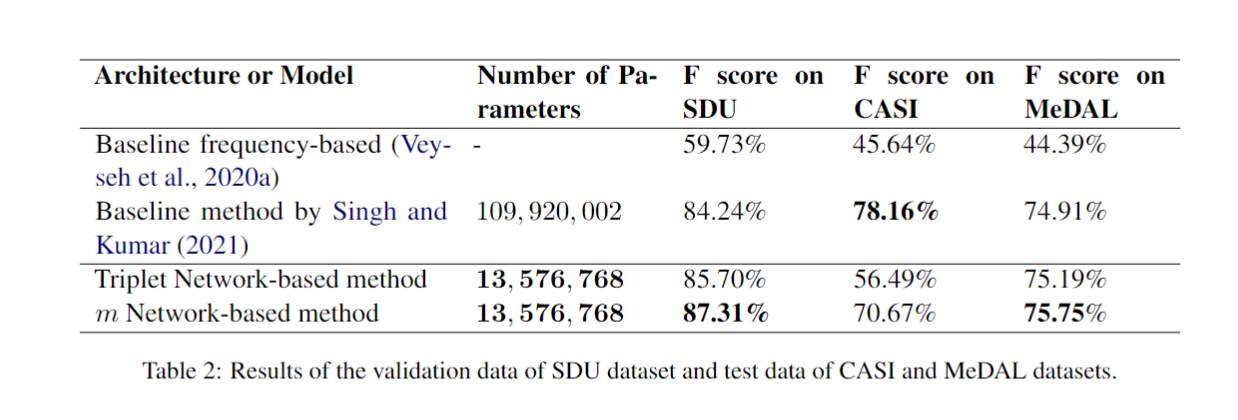 Architecture or Model Number of Pa- F score on F score on F score on
rameters SDU CASI MeDAL
Baseline frequency-based (Vey- - 59.73% 45.64% 44.39%
seh et al., 2020a)
Baseline method by Singh and 109, 920, 002 84.24% 78.16% 74.91%
Kumar (2021)
Triplet Network-based method 13, 576, 768 85.70% 56.49% 75.19%
m Network-based method 13, 576, 768 87.31% 70.67% 75.75%
Table 2: Results of the validation data of SDU dataset and test data of CASI and MeDAL datasets.